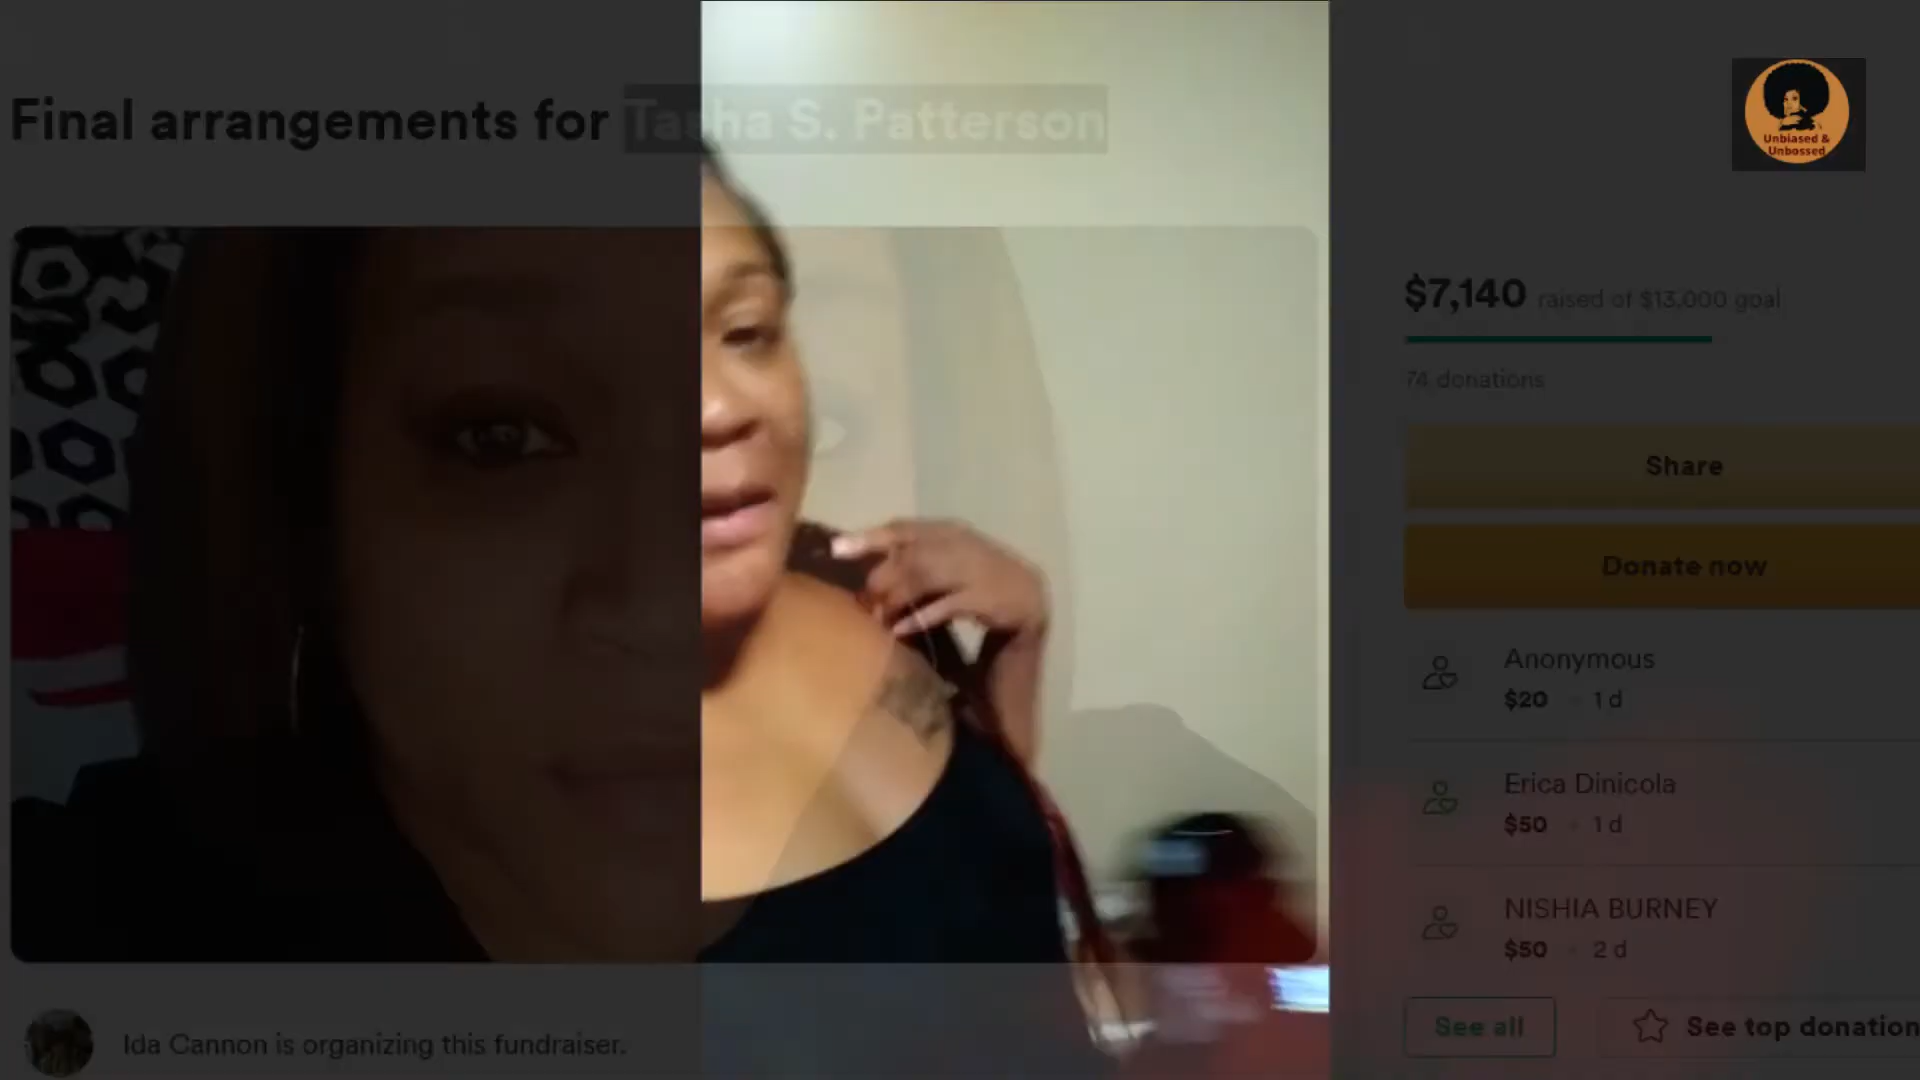 Final arrangements for Tasha S. Patterson
Unbiased &
Unbossed
$7,140 raised of $13,000 goal
74 donations
Share
Donate now
Anonymous
$20 · 1 d
Erica Dinicola
$50 · 1 d
NISHIA BURNEY
$50 · 2 d
See all
See top donation
Ida Cannon is organizing this fundraiser.